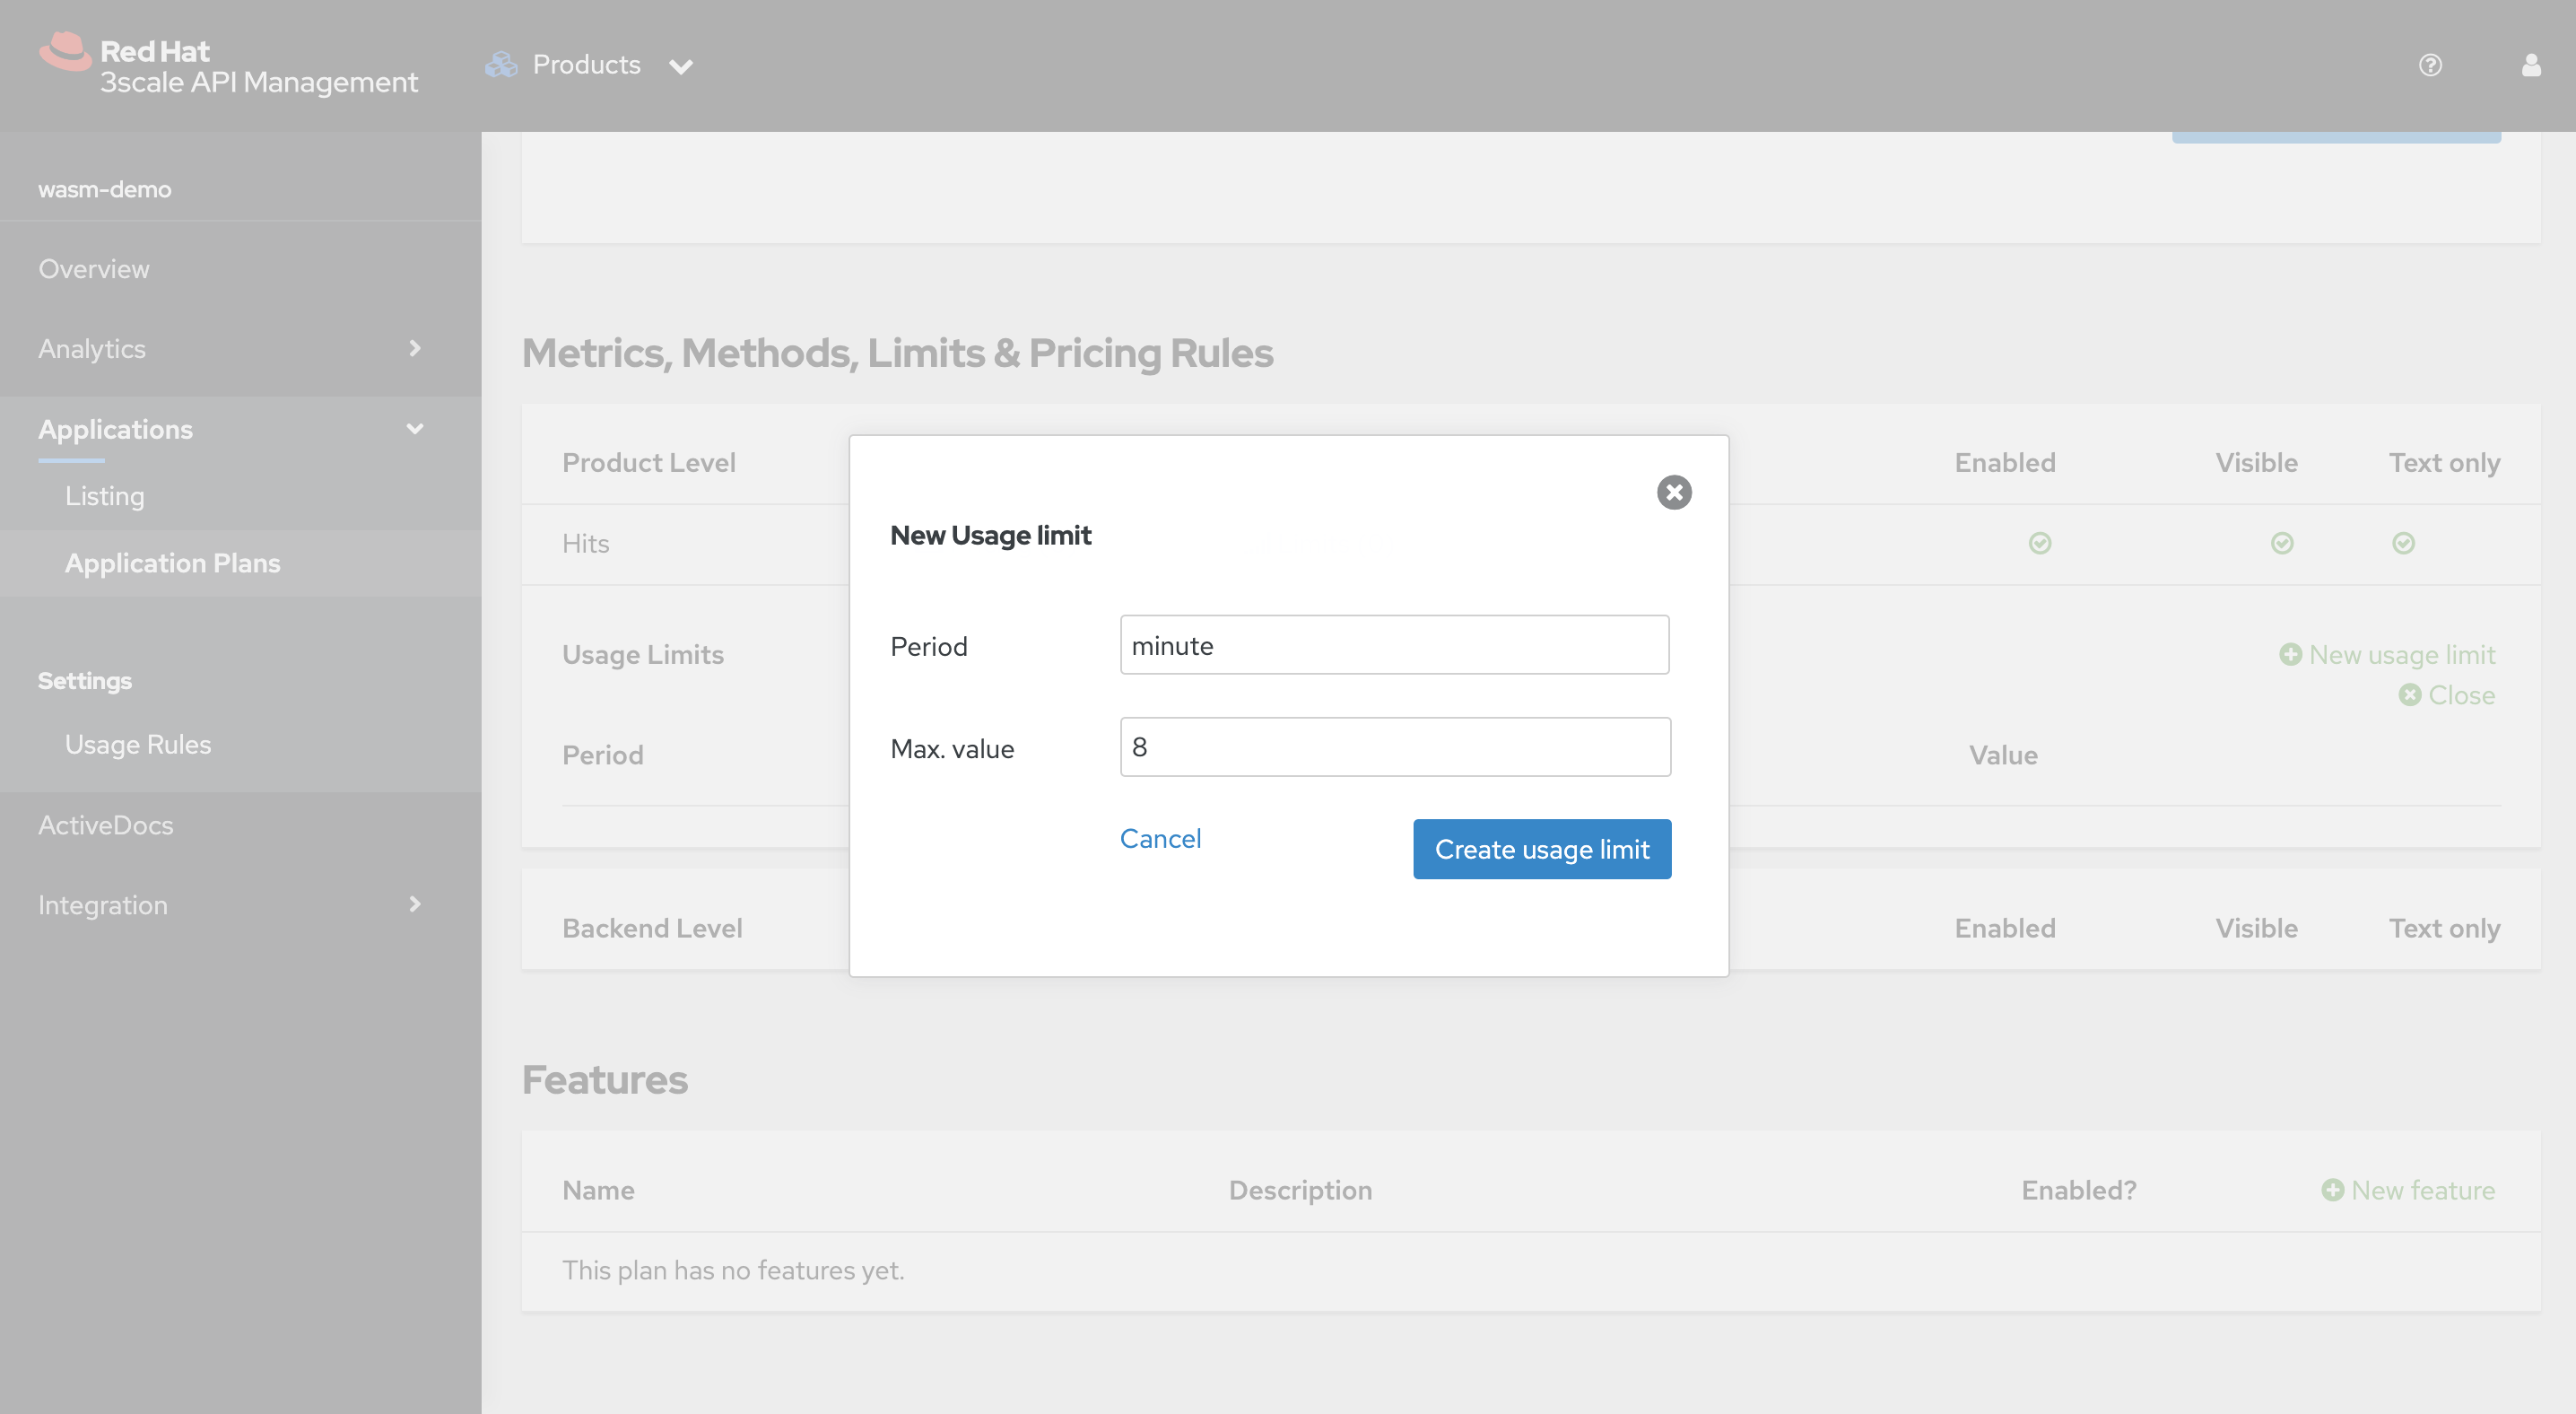 Red Hat
3scale API Management
Products
wasm-demo
Overview
Analytics
Applications
Listing
Application Plans
Settings
Usage Rules
ActiveDocs
Integration
Metrics, Methods, Limits & Pricing Rules
Product Level Enabled Visible Text only
Hits
Usage Limits
New usage limit
Close
Period Value
New Usage limit
Period minute
Max. value 8
Cancel Create usage limit
Backend Level Enabled Visible Text only
Features
Name Description Enabled? New feature
This plan has no features yet.